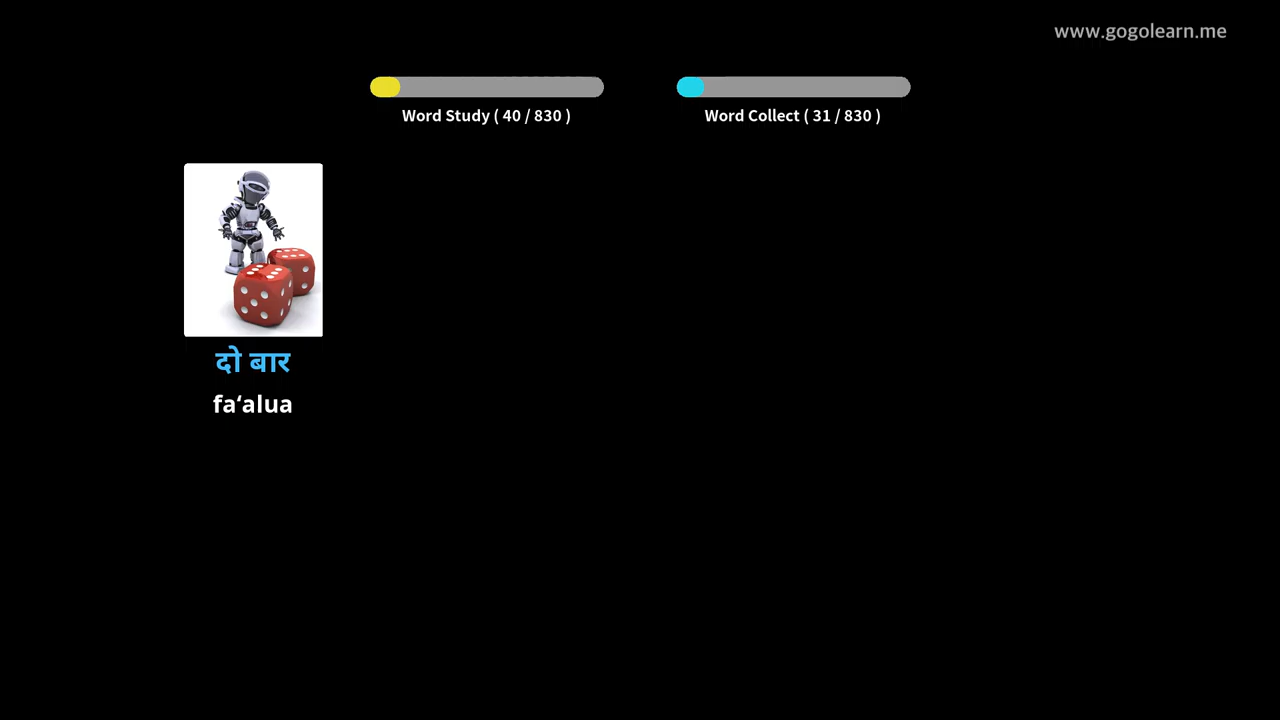 www.gogolearn.me
Word Study ( 40 / 830 )
Word Collect ( 31 / 830 )
दो बार
fa‘alua